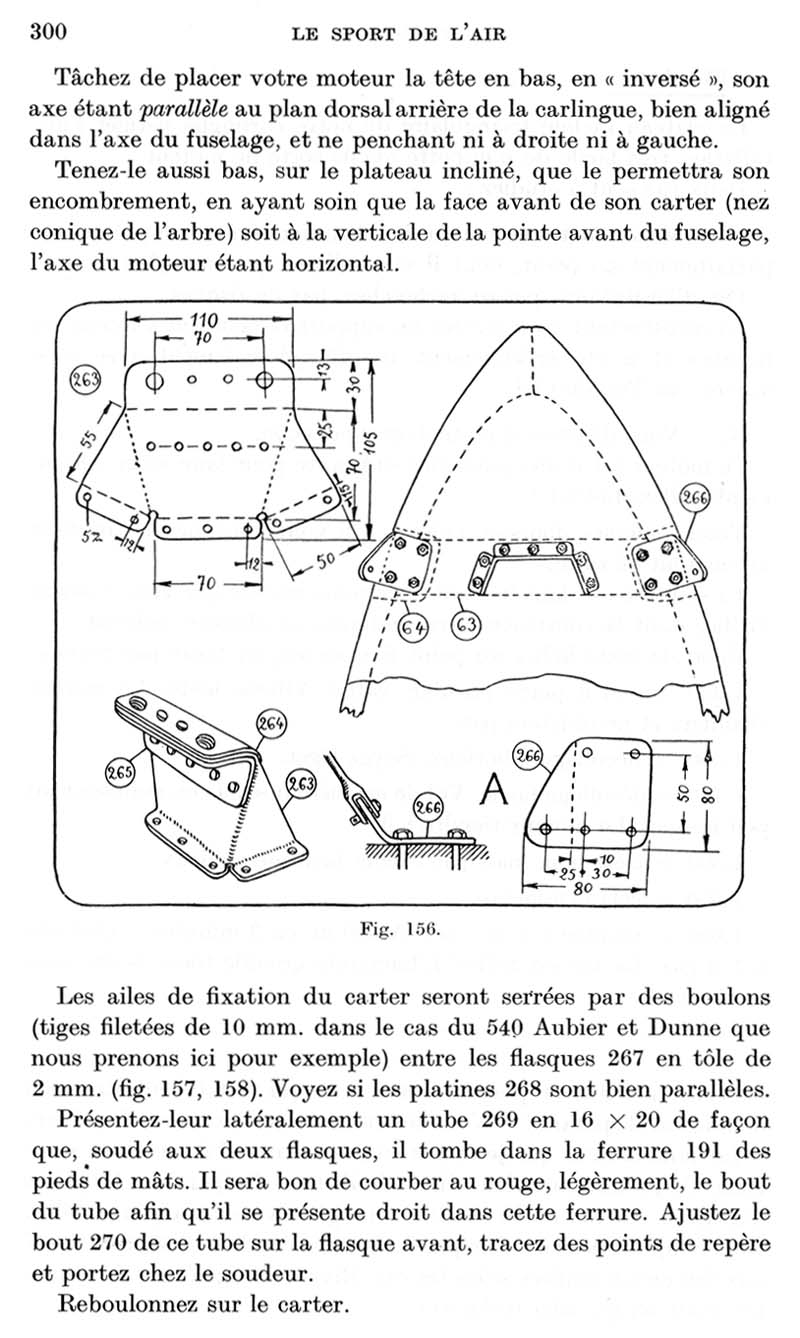 300
LE SPORT DE L'AIR
Tâchez de placer votre moteur la tête en bas, en « inversé », son
axe étant parallèle au plan dorsal arrière de la carlingue, bien aligné
dans l'axe du fuselage, et ne penchant ni à droite ni à gauche.
Tenez-le aussi bas, sur le plateau incliné, que le permettra son
encombrement, en ayant soin que la face avant de son carter (nez
conique de l'arbre) soit à la verticale de la pointe avant du fuselage,
l'axe du moteur étant horizontal.
110
70
263
13
30
55
25
70
105
15
52
12
12
50
70
266
64
63
264
265
263
266
A
266
50
80
10
25
30
80
Fig. 156.
Les ailes de fixation du carter seront serrées par des boulons
(tiges filetées de 10 mm. dans le cas du 540 Aubier et Dunne que
nous prenons ici pour exemple) entre les flasques 267 en tôle de
2 mm. (fig. 157, 158). Voyez si les platines 268 sont bien parallèles.
Présentez-leur latéralement un tube 269 en 16 × 20 de façon
que, soudé aux deux flasques, il tombe dans la ferrure 191 des
pieds de mâts. Il sera bon de courber au rouge, légèrement, le bout
du tube afin qu'il se présente droit dans cette ferrure. Ajustez le
bout 270 de ce tube sur la flasque avant, tracez des points de repère
et portez chez le soudeur.
Reboulonnez sur le carter.